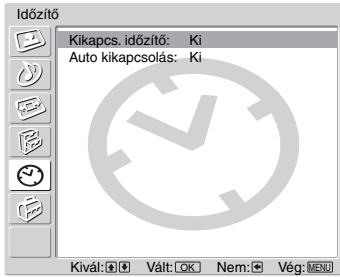 Időzítő
Kikapcs. időzítő: Ki
Auto kikapcsolás: Ki
Kivál: Vált: OK Nem: Vég: MENU